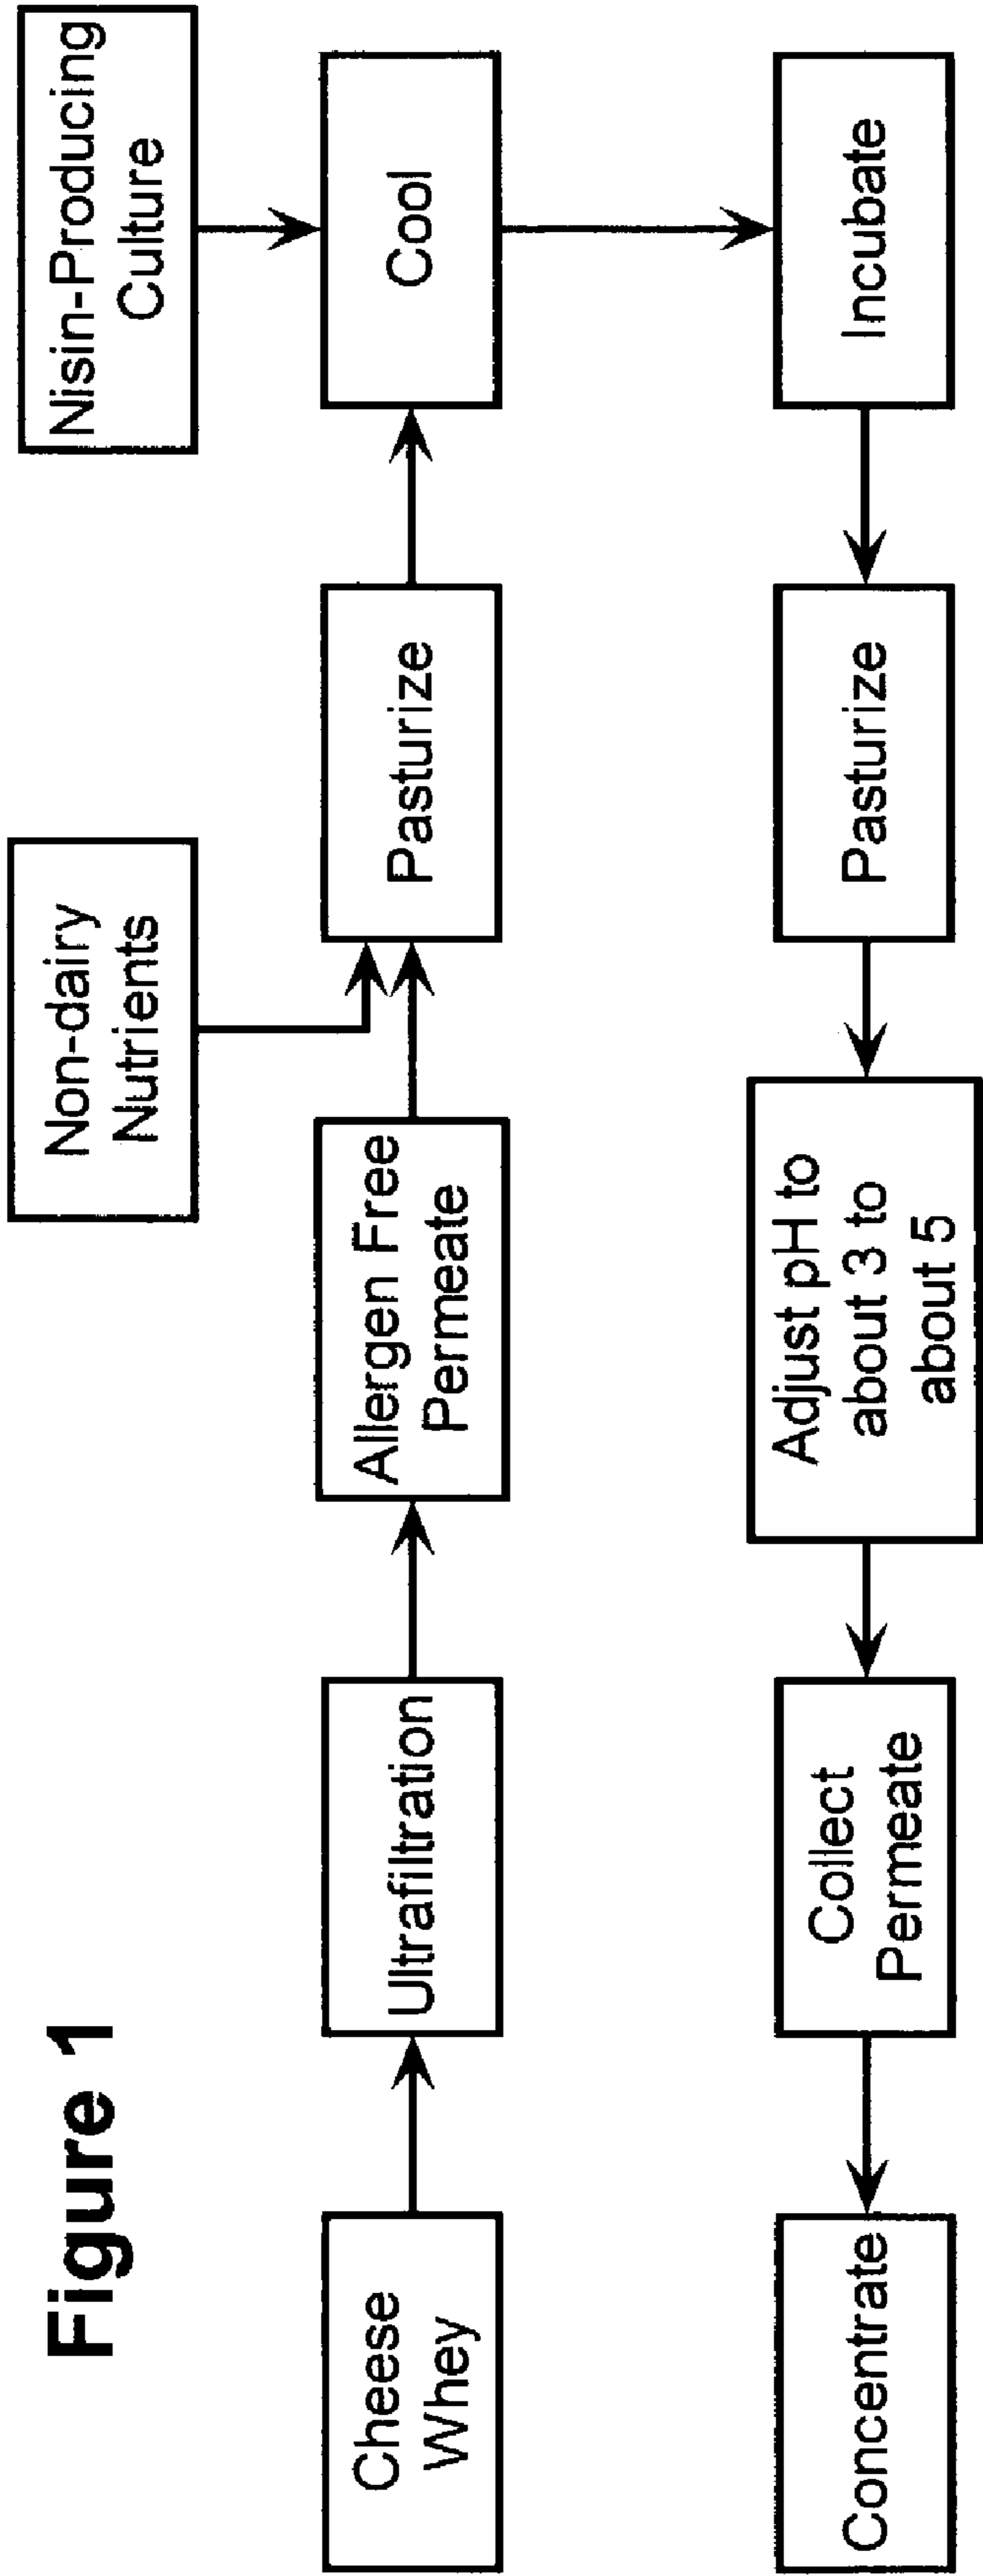 Figure 1
Non-dairy
Nutrients
Nisin-Producing
Culture
Cheese
Whey
Ultrafiltration
Allergen Free
Permeate
Pasturize
Cool
Incubate
Pasturize
Adjust pH to
about 3 to
about 5
Collect
Permeate
Concentrate